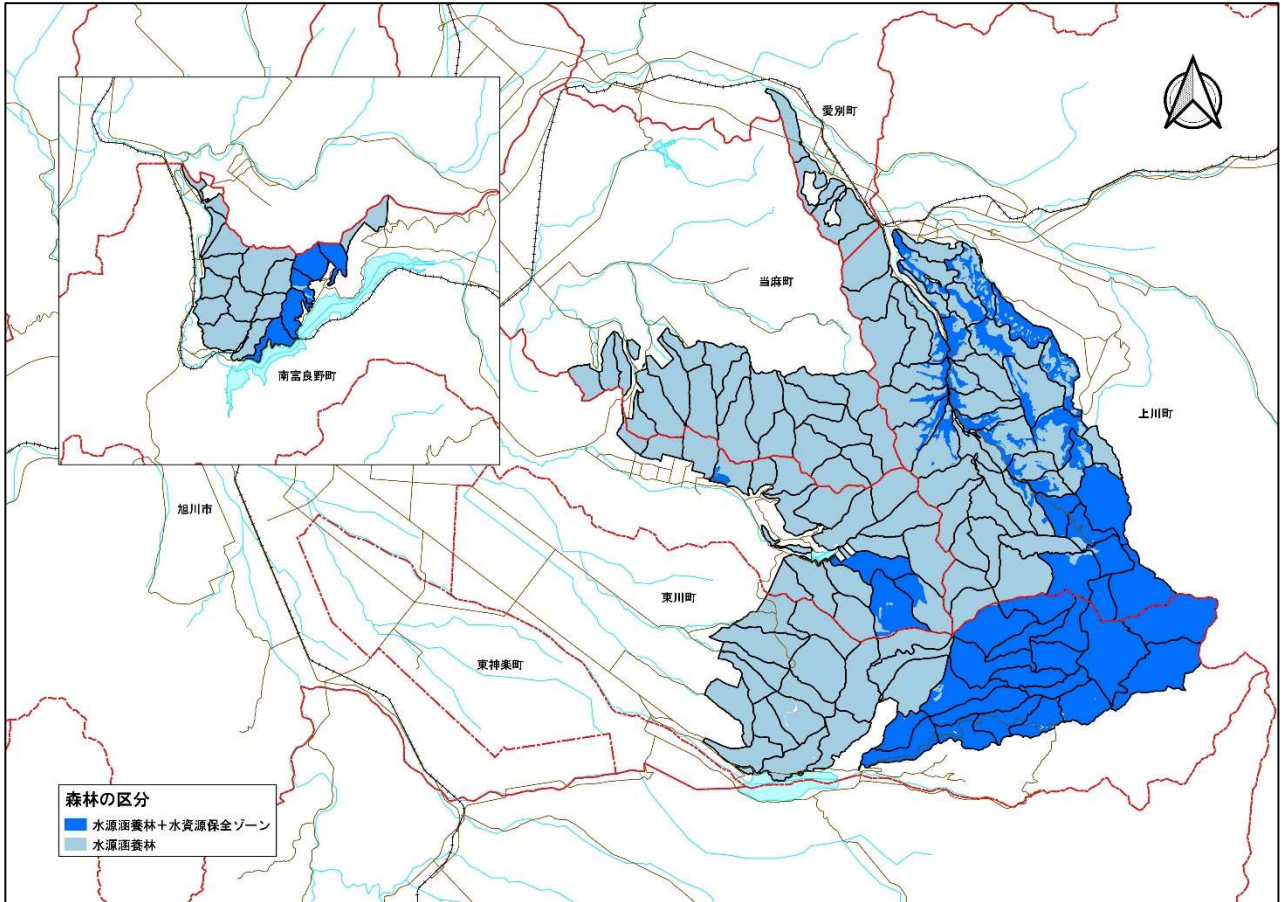 愛別町
当麻町
上川町
南富良野町
旭川市
東川町
東神楽町
森林の区分
水源涵養林+水資源保全ゾーン
水源涵養林